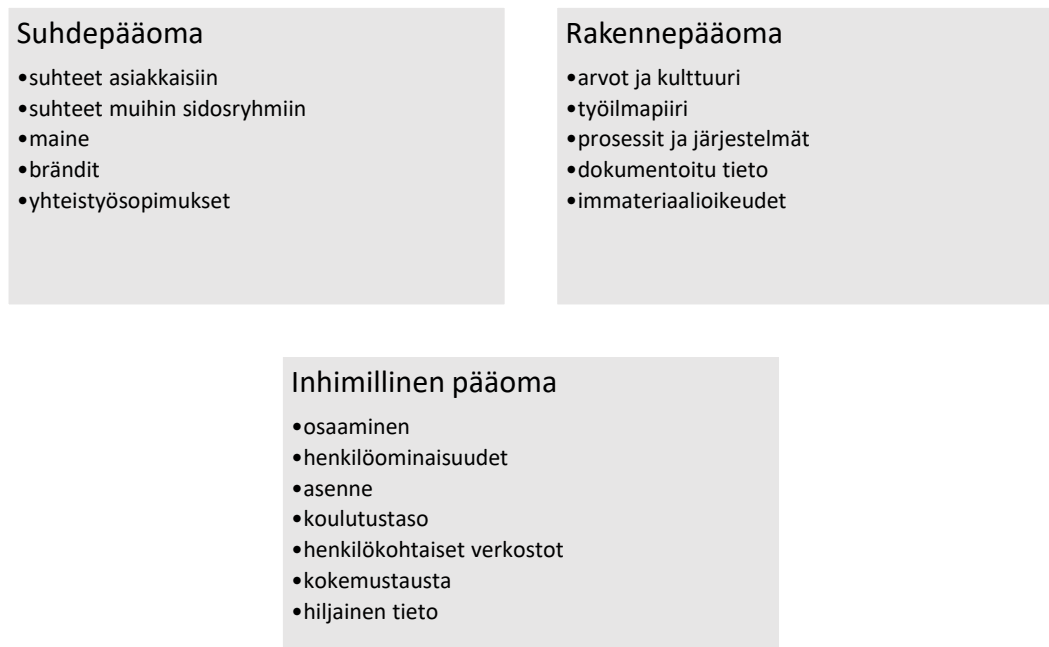 Suhdepääoma
•suhteet asiakkaisiin
•suhteet muihin sidosryhmiin
•maine
•brändit
•yhteistyösopimukset
Rakennepääoma
•arvot ja kulttuuri
•työilmapiiri
•prosessit ja järjestelmät
•dokumentoitu tieto
•immateriaalioikeudet
Inhimillinen pääoma
•osaaminen
•henkilöominaisuudet
•asenne
•koulutustaso
•henkilökohtaiset verkostot
•kokemustausta
•hiljainen tieto